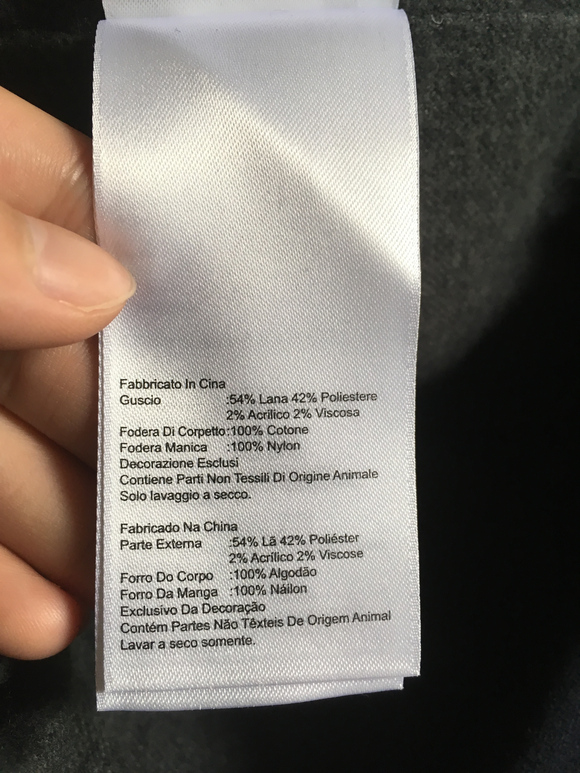 Fabbricato In Cina
Guscio :54% Lana 42% Poliestere
2% Acrilico 2% Viscosa
Fodera Di Corpetto:100% Cotone
Fodera Manica :100% Nylon
Decorazione Esclusi
Contiene Parti Non Tessili Di Origine Animale
Solo lavaggio a secco.
Fabricado Na China
Parte Externa :54% Lã 42% Poliéster
2% Acrílico 2% Viscose
Forro Do Corpo :100% Algodão
Forro Da Manga :100% Náilon
Exclusivo Da Decoração
Contém Partes Não Têxteis De Origem Animal
Lavar a seco somente.